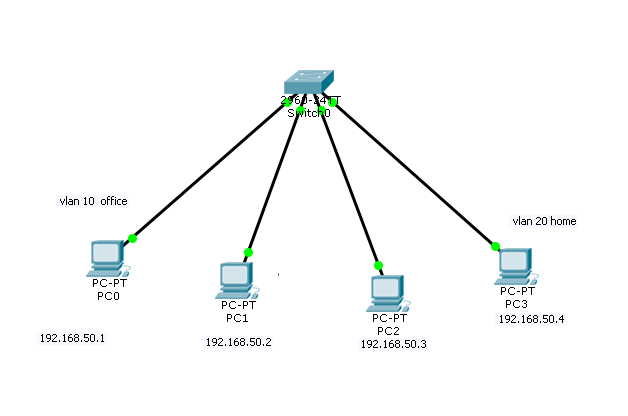 2960-24TT
Switch0
vlan 10  office
vlan 20 home
PC-PT
PC0
PC-PT
PC1
PC-PT
PC2
PC-PT
PC3
192.168.50.1
192.168.50.2
192.168.50.3
192.168.50.4